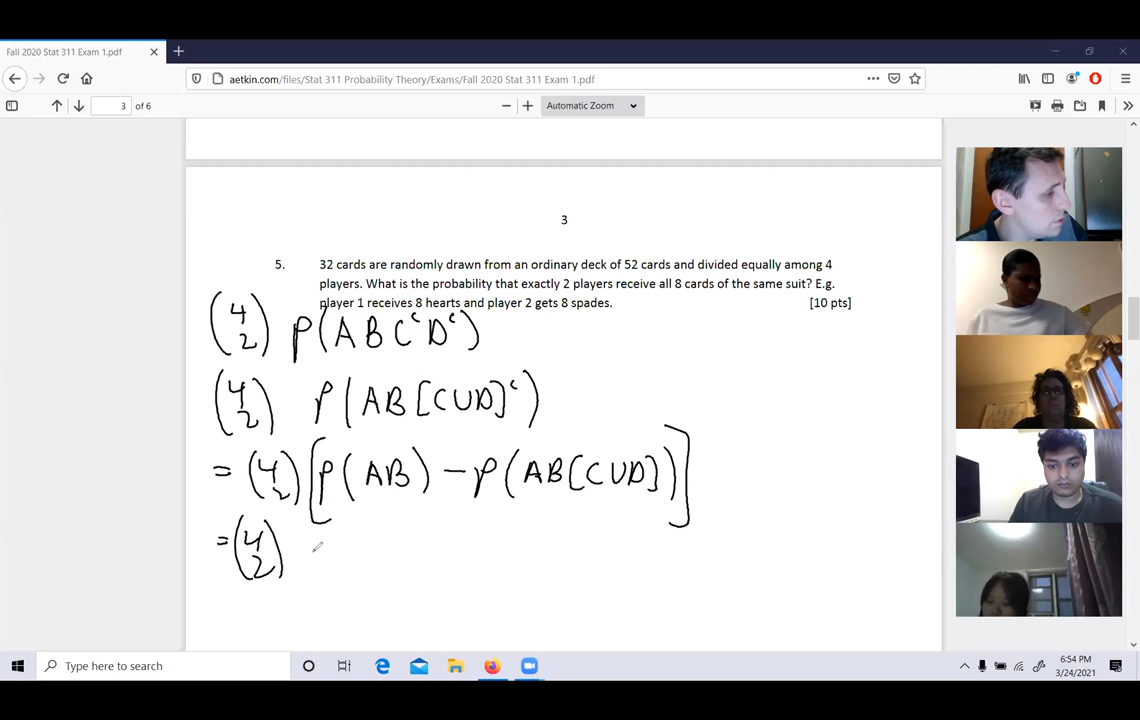 Fall 2020 Stat 311 Exam 1.pdf
aetkin.com/files/Stat 311 Probability Theory/Exams/Fall 2020 Stat 311 Exam 1.pdf
3 of 6
Automatic Zoom
3
5. 32 cards are randomly drawn from an ordinary deck of 52 cards and divided equally among 4
players. What is the probability that exactly 2 players receive all 8 cards of the same suit? E.g.
player 1 receives 8 hearts and player 2 gets 8 spades. [10 pts]
(4 2) P(A B Cᶜ Dᶜ)
(4 2) P(AB[C∪D]ᶜ)
= (4 2) [P(AB) − P(AB[C∪D])]
= (4 2)
Type here to search
6:54 PM
3/24/2021